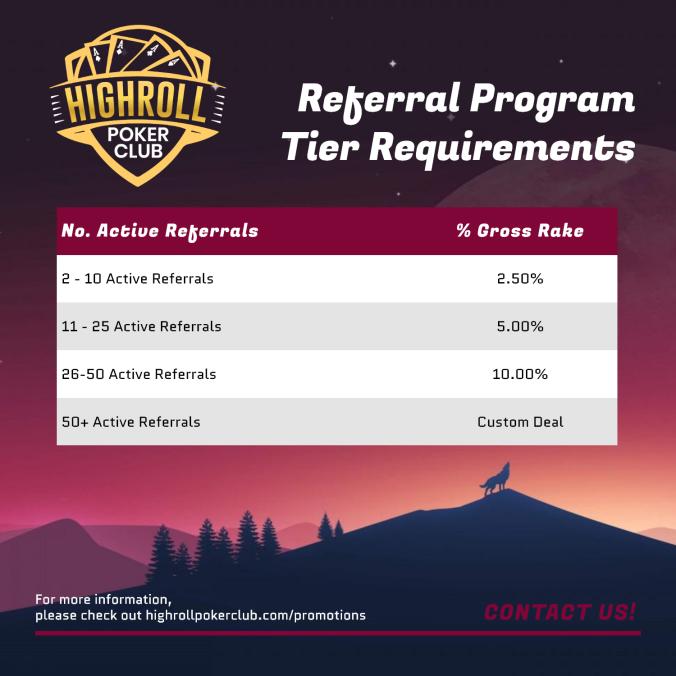 HIGHROLL
POKER
CLUB
Referral Program
Tier Requirements
No. Active Referrals % Gross Rake
2 - 10 Active Referrals 2.50%
11 - 25 Active Referrals 5.00%
26-50 Active Referrals 10.00%
50+ Active Referrals Custom Deal
For more information,
please check out highrollpokerclub.com/promotions
CONTACT US!